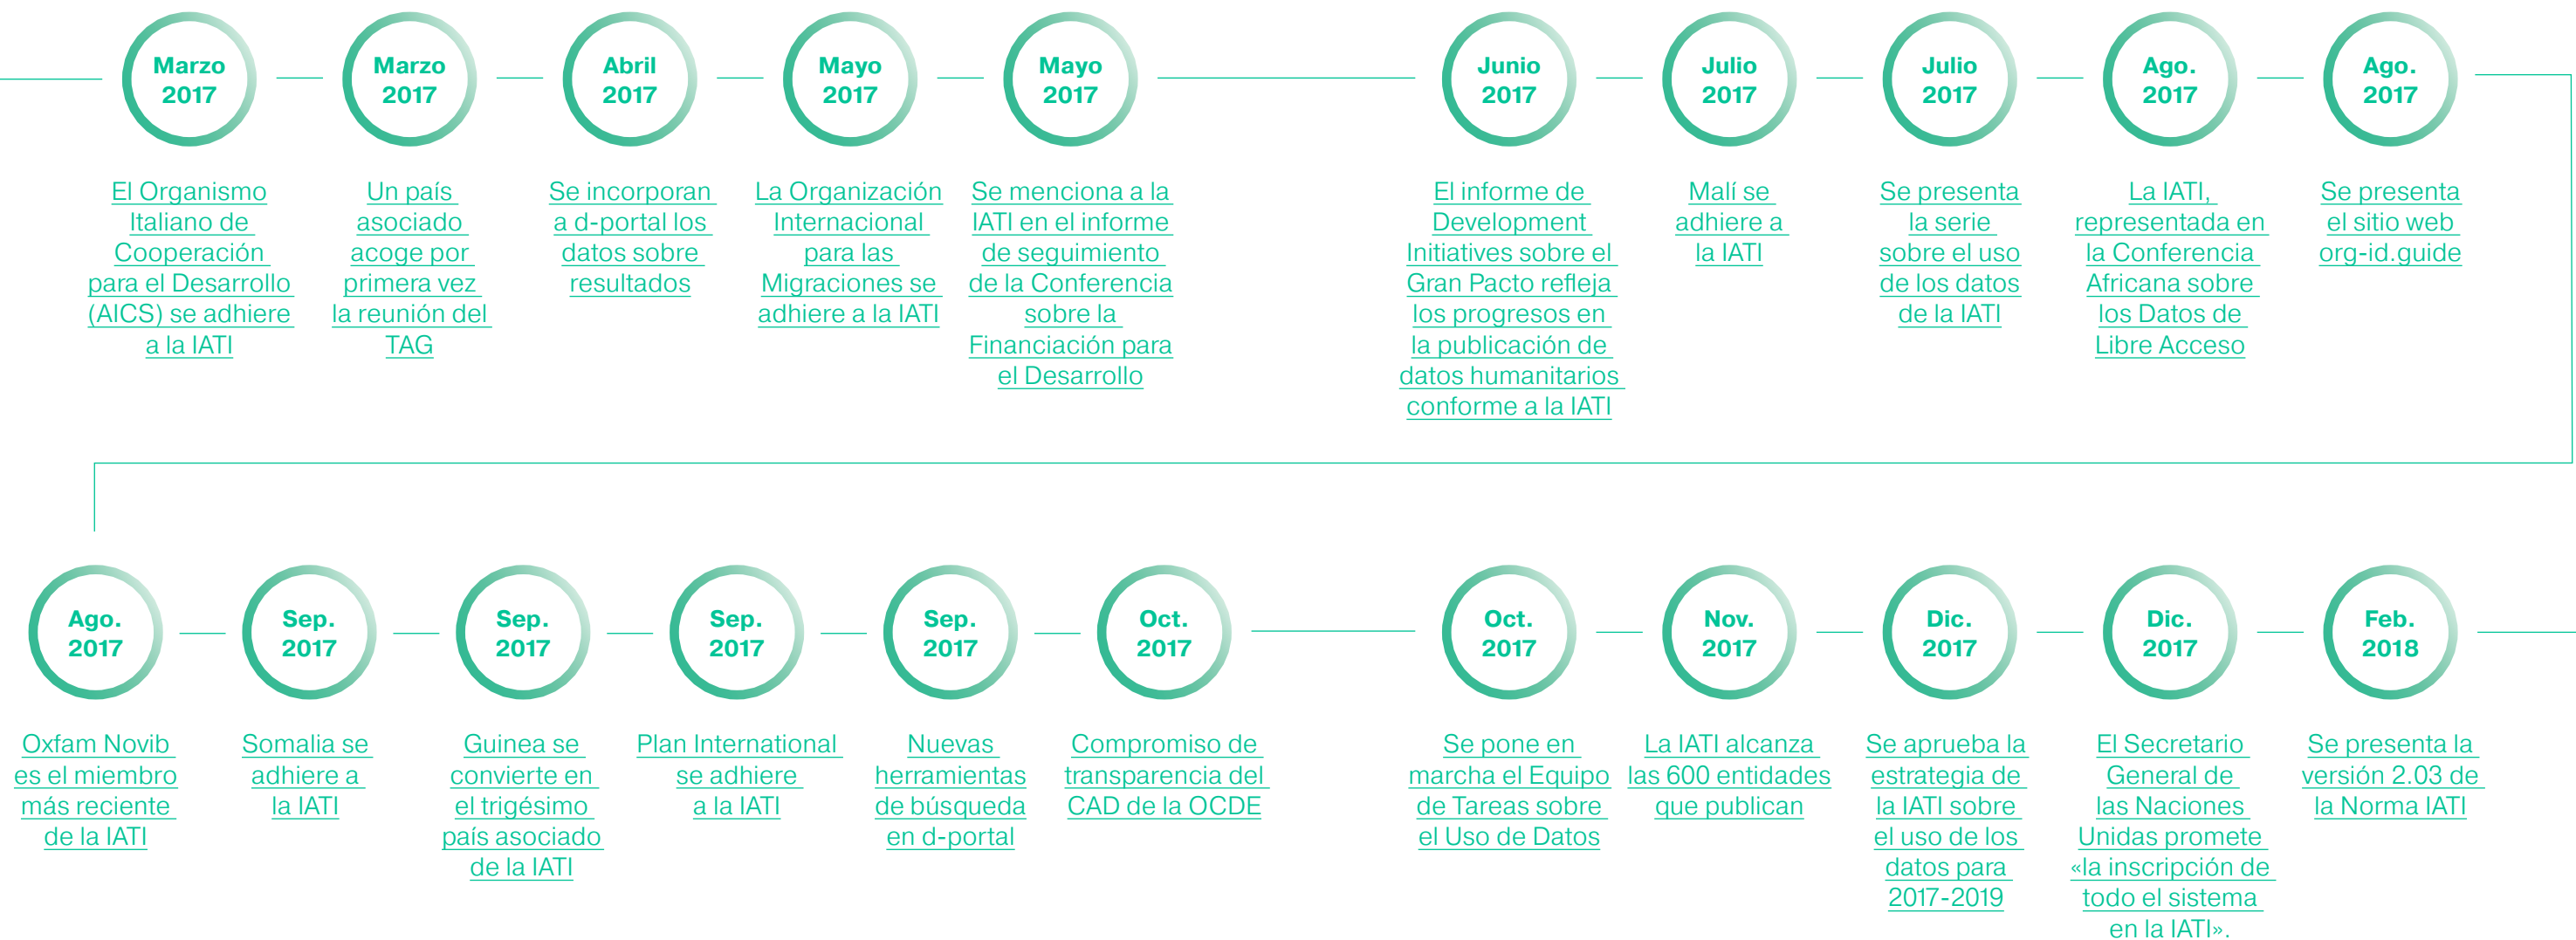 Marzo
2017
El Organismo
Italiano de
Cooperación
para el Desarrollo
(AICS) se adhiere
a la IATI
Marzo
2017
Un país
asociado
acoge por
primera vez
la reunión del
TAG
Abril
2017
Se incorporan
a d-portal los
datos sobre
resultados
Mayo
2017
La Organización
Internacional
para las
Migraciones se
adhiere a la IATI
Mayo
2017
Se menciona a la
IATI en el informe
de seguimiento
de la Conferencia
sobre la
Financiación para
el Desarrollo
Junio
2017
El informe de
Development
Initiatives sobre el
Gran Pacto refleja
los progresos en
la publicación de
datos humanitarios
conforme a la IATI
Julio
2017
Malí se
adhiere a
la IATI
Julio
2017
Se presenta
la serie
sobre el uso
de los datos
de la IATI
Ago.
2017
La IATI,
representada en
la Conferencia
Africana sobre
los Datos de
Libre Acceso
Ago.
2017
Se presenta
el sitio web
org-id.guide
Ago.
2017
Oxfam Novib
es el miembro
más reciente
de la IATI
Sep.
2017
Somalia se
adhiere a
la IATI
Sep.
2017
Guinea se
convierte en
el trigésimo
país asociado
de la IATI
Sep.
2017
Plan International
se adhiere
a la IATI
Sep.
2017
Nuevas
herramientas
de búsqueda
en d-portal
Oct.
2017
Compromiso de
transparencia del
CAD de la OCDE
Oct.
2017
Se pone en
marcha el Equipo
de Tareas sobre
el Uso de Datos
Nov.
2017
La IATI alcanza
las 600 entidades
que publican
Dic.
2017
Se aprueba la
estrategia de
la IATI sobre
el uso de los
datos para
2017-2019
Dic.
2017
El Secretario
General de
las Naciones
Unidas promete
«la inscripción de
todo el sistema
en la IATI».
Feb.
2018
Se presenta la
versión 2.03 de
la Norma IATI